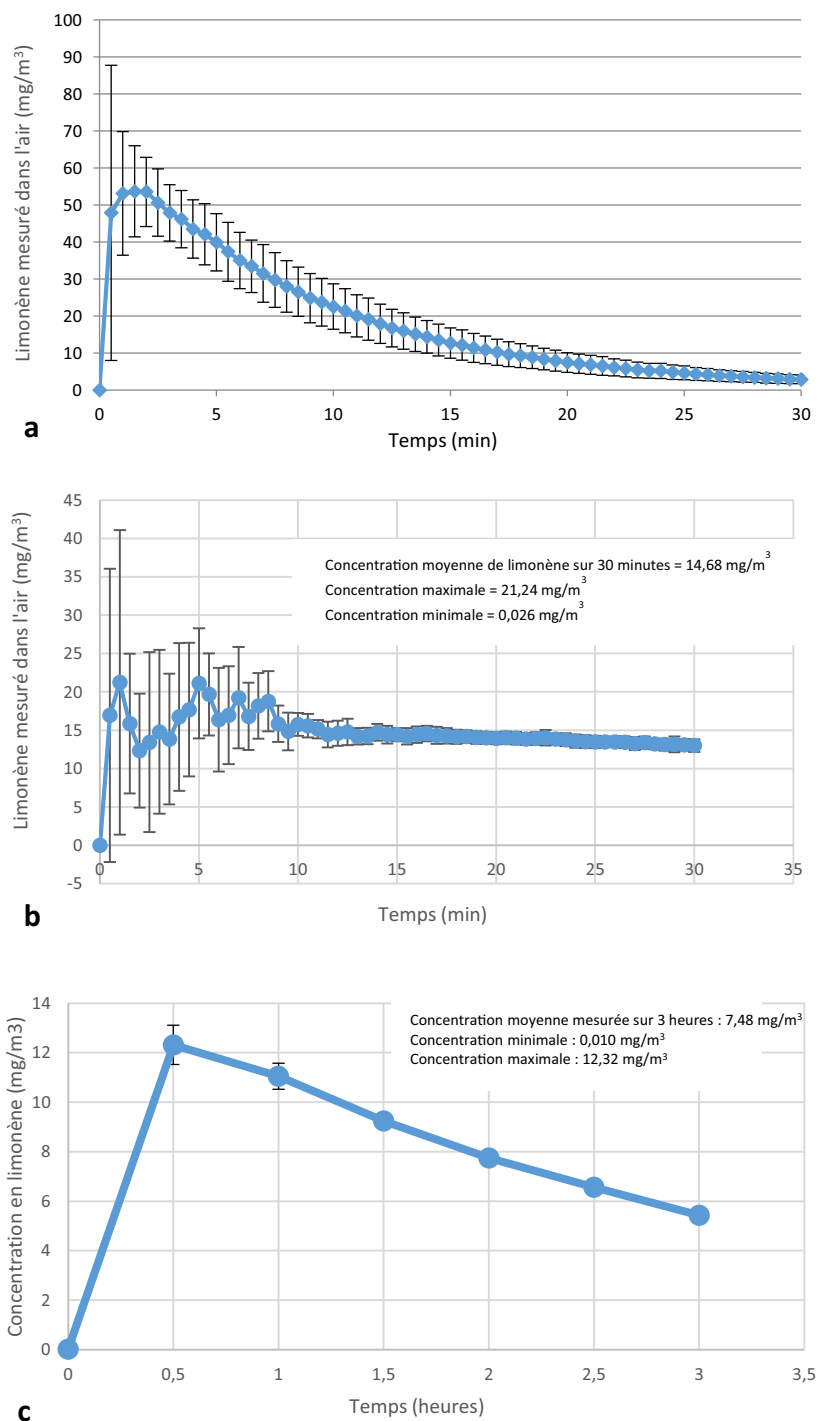 Limonène mesuré dans l'air (mg/m³)
100
90
80
70
60
50
40
30
20
10
0
0 5 10 15 20 25 30
Temps (min)
a
Limonène mesuré dans l'air (mg/m³)
45
40
35
30
25
20
15
10
5
0
-5
Concentration moyenne de limonène sur 30 minutes = 14,68 mg/m³
Concentration maximale = 21,24 mg/m³
Concentration minimale = 0,026 mg/m³
0 5 10 15 20 25 30 35
Temps (min)
b
Concentration en limonène (mg/m3)
14
12
10
8
6
4
2
0
Concentration moyenne mesurée sur 3 heures : 7,48 mg/m³
Concentration minimale : 0,010 mg/m³
Concentration maximale : 12,32 mg/m³
0 0,5 1 1,5 2 2,5 3 3,5
Temps (heures)
c